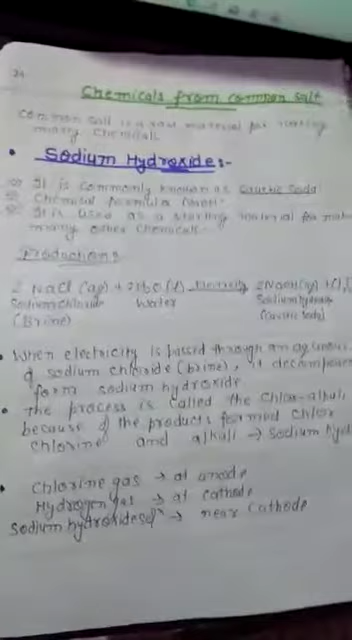 24
Chemicals from common salt
Common salt is a raw material for making
many chemicals
• Sodium Hydroxide:-
It is commonly known as Caustic Soda
Chemical formula NaOH
It is used as a starting material for
many other chemicals.
Productions
2 NaCl (aq) + 2H2O (l) Electricity 2NaOH (aq) + Cl2
Sodium chloride Water Sodium hydroxide
(Brine) (Caustic Soda)
• When electricity is passed through an aqueous
of sodium chloride (brine), it decomposes
form sodium hydroxide
• The process is called the Chlor-alkali
because of the products formed chlor
chlorine and alkali → Sodium hyd
• Chlorine gas → at anode
Hydrogen gas → at cathode
Sodium hydroxide solⁿ → near Cathode